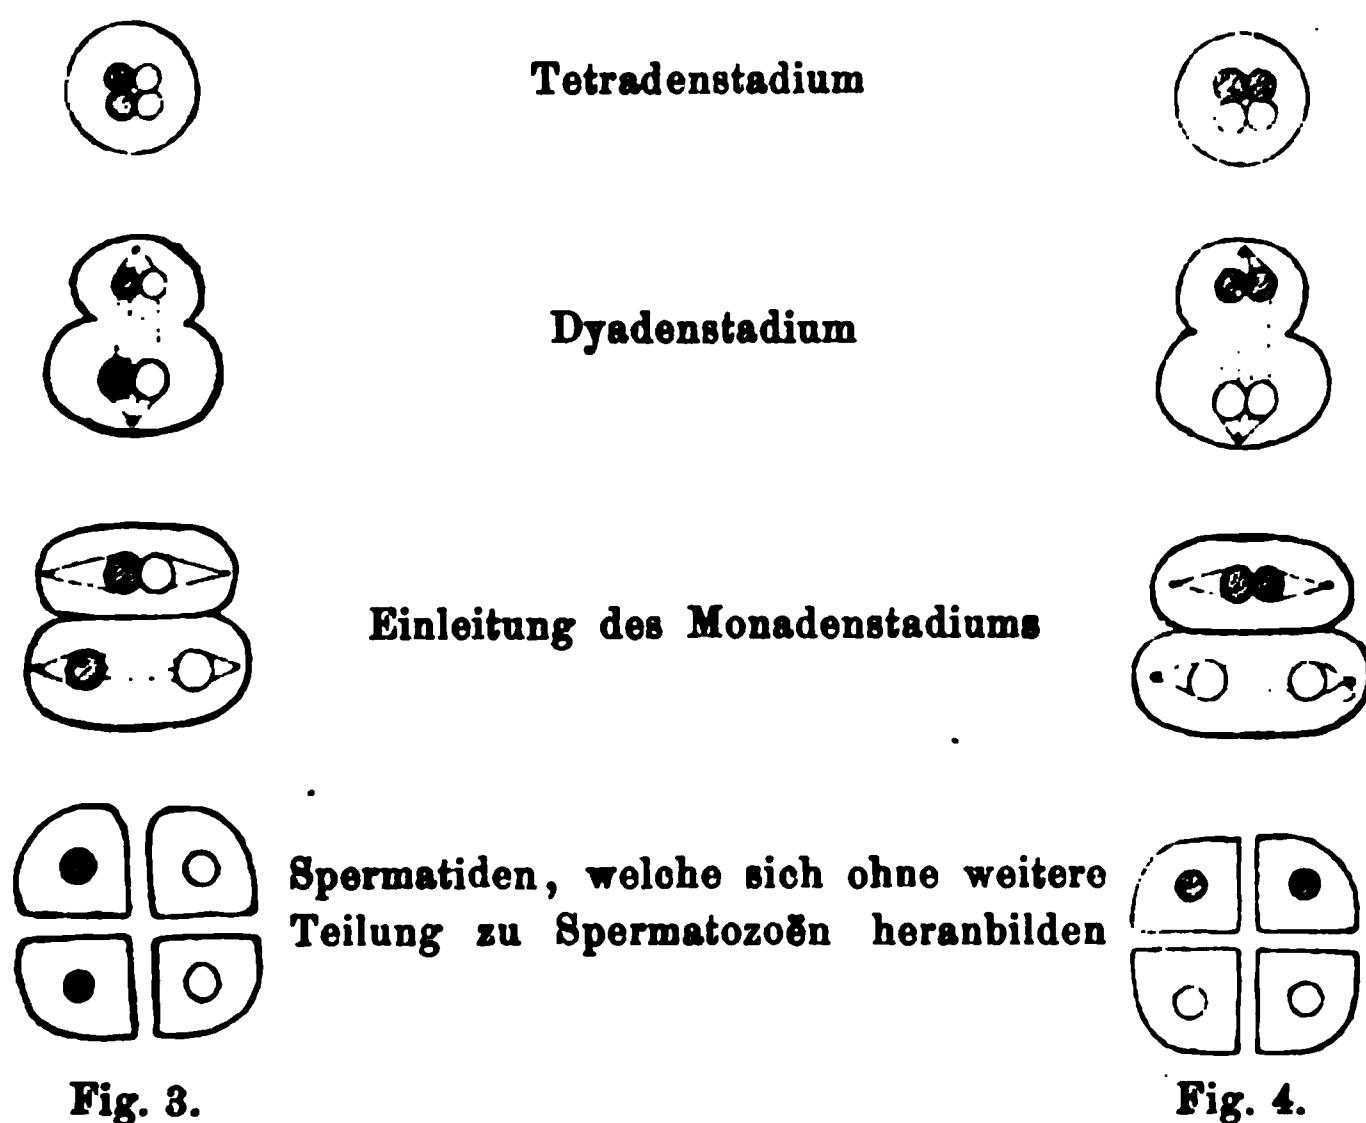 Tetradenstadium
Dyadenstadium
Einleitung des Monadenstadiums
Spermatiden, welche sich ohne weitere
Teilung zu Spermatozoën heranbilden
Fig. 3.
Fig. 4.